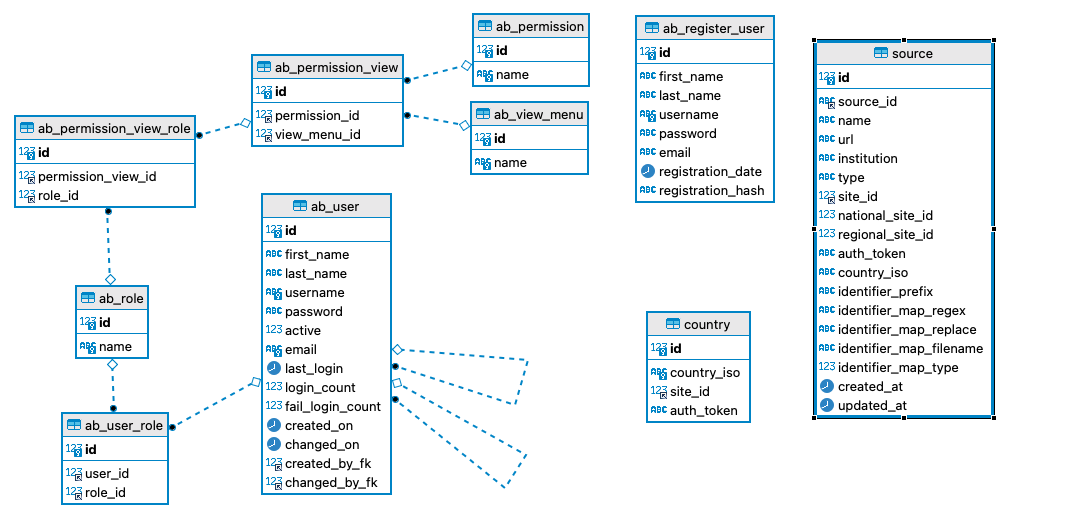 ab_permission
id
name
ab_permission_view
id
permission_id
view_menu_id
ab_view_menu
id
name
ab_permission_view_role
id
permission_view_id
role_id
ab_role
id
name
ab_user_role
id
user_id
role_id
ab_user
id
first_name
last_name
username
password
active
email
last_login
login_count
fail_login_count
created_on
changed_on
created_by_fk
changed_by_fk
ab_register_user
id
first_name
last_name
username
password
email
registration_date
registration_hash
country
id
country_iso
site_id
auth_token
source
id
source_id
name
url
institution
type
site_id
national_site_id
regional_site_id
auth_token
country_iso
identifier_prefix
identifier_map_regex
identifier_map_replace
identifier_map_filename
identifier_map_type
created_at
updated_at